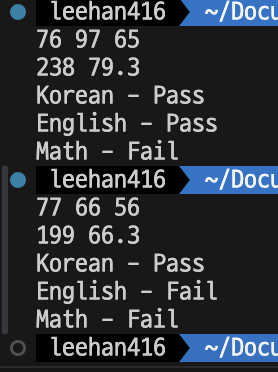 leehan416 ~/Docu
76 97 65
238 79.3
Korean - Pass
English - Pass
Math - Fail
leehan416 ~/Docu
77 66 56
199 66.3
Korean - Pass
English - Fail
Math - Fail
leehan416 ~/Docu